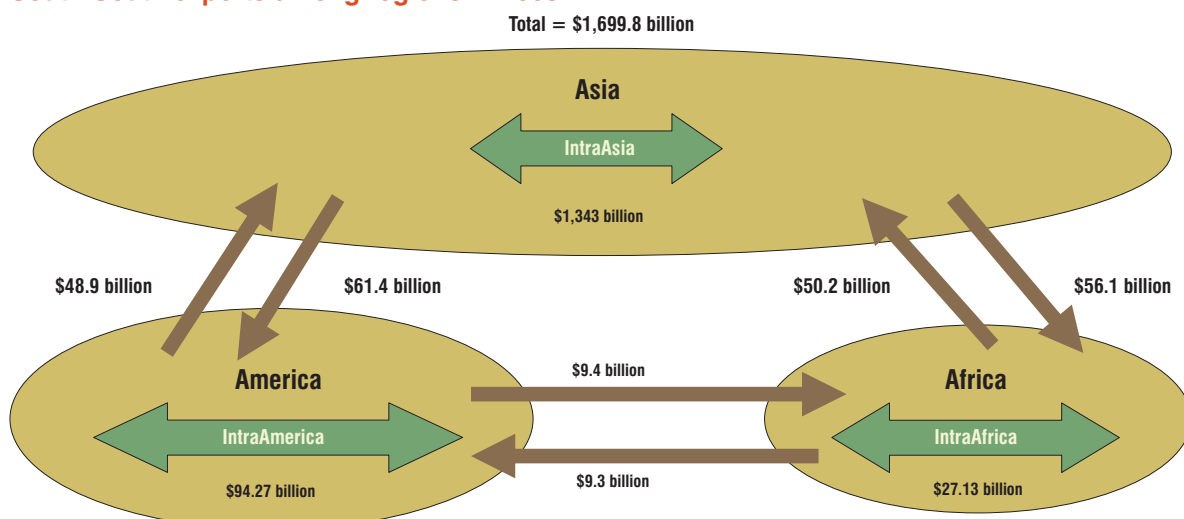 Total = $1,699.8 billion
Asia
IntraAsia
$1,343 billion
$48.9 billion
$61.4 billion
$50.2 billion
$56.1 billion
America
$9.4 billion
Africa
IntraAmerica
IntraAfrica
$9.3 billion
$94.27 billion
$27.13 billion